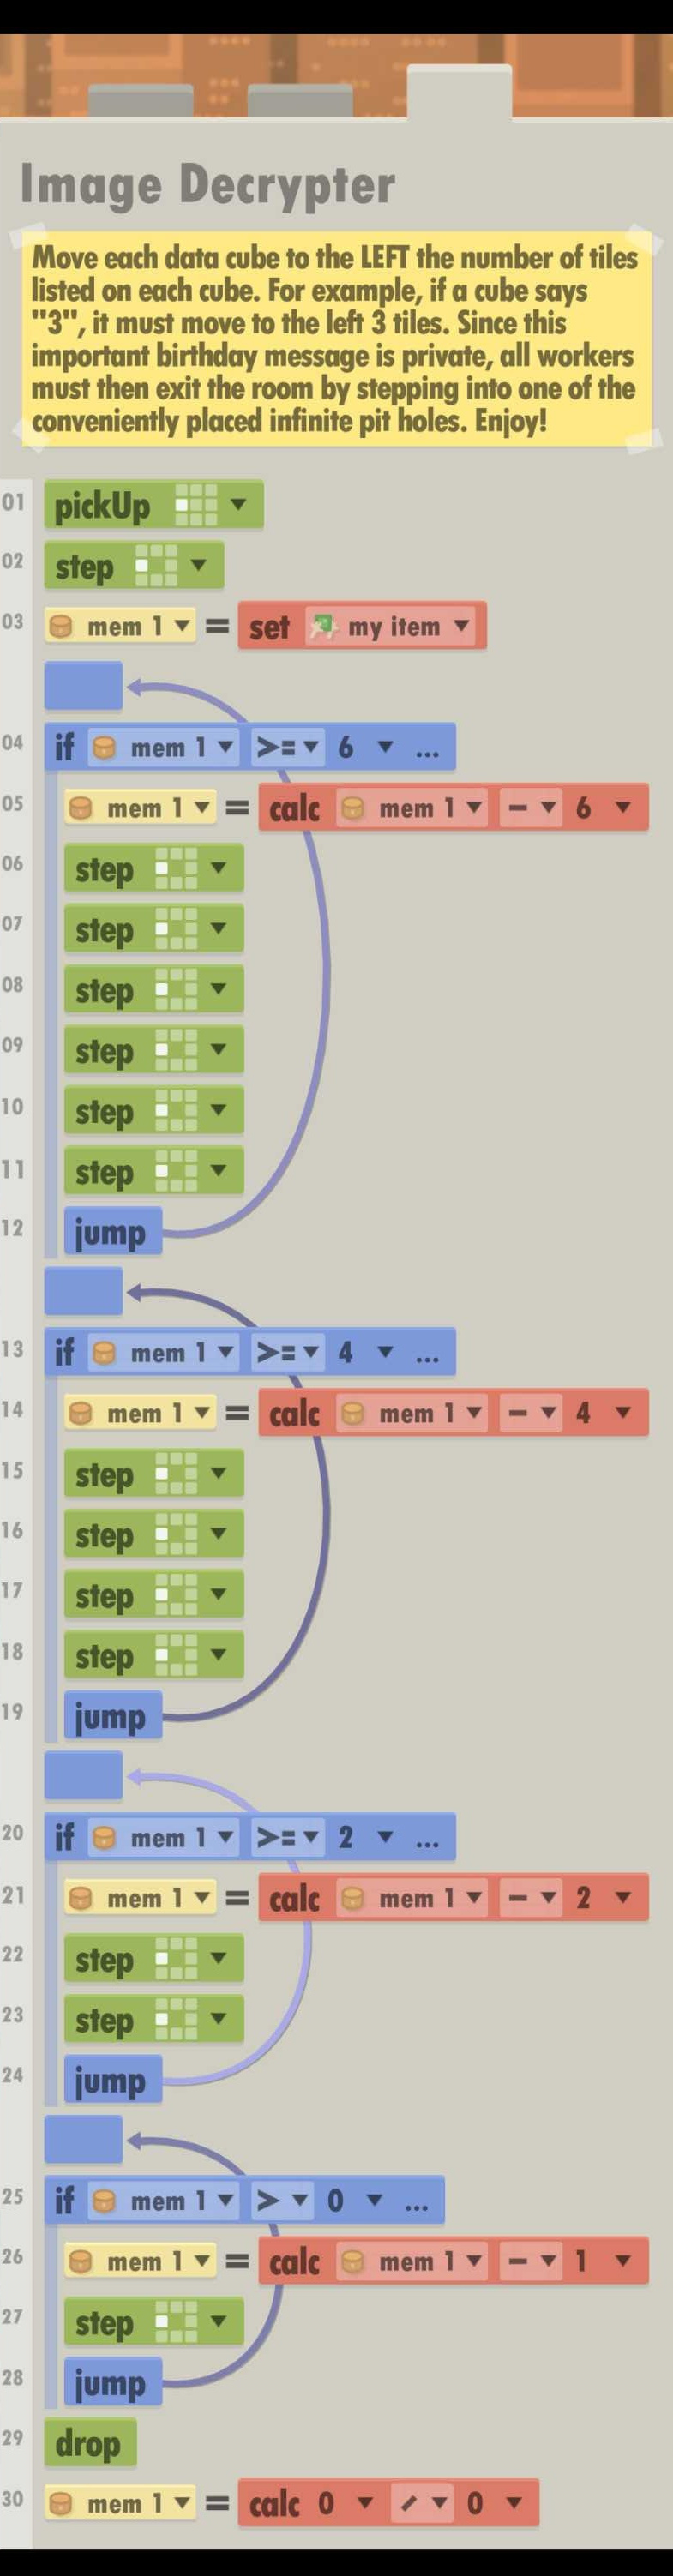 Image Decrypter
Move each data cube to the LEFT the number of tiles
listed on each cube. For example, if a cube says
"3", it must move to the left 3 tiles. Since this
important birthday message is private, all workers
must then exit the room by stepping into one of the
conveniently placed infinite pit holes. Enjoy!
01 pickUp
02 step
03 mem 1 = set my item
04 if mem 1 >= 6 ...
05 mem 1 = calc mem 1 - 6
06 step
07 step
08 step
09 step
10 step
11 step
12 jump
13 if mem 1 >= 4 ...
14 mem 1 = calc mem 1 - 4
15 step
16 step
17 step
18 step
19 jump
20 if mem 1 >= 2 ...
21 mem 1 = calc mem 1 - 2
22 step
23 step
24 jump
25 if mem 1 > 0 ...
26 mem 1 = calc mem 1 - 1
27 step
28 jump
29 drop
30 mem 1 = calc 0 / 0